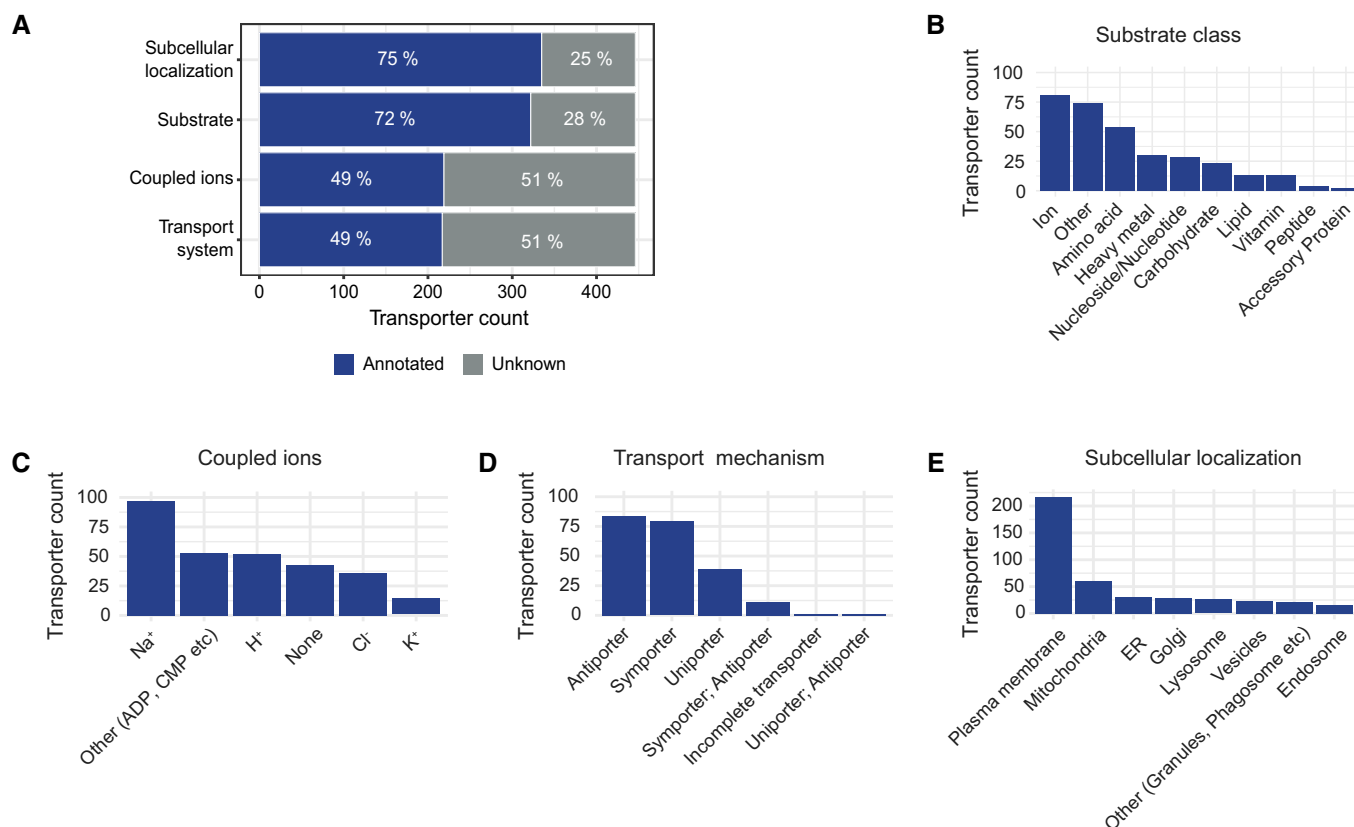 A
Subcellular
localization
75 %
25 %
Substrate
72 %
28 %
Coupled ions
49 %
51 %
Transport
system
49 %
51 %
0
100
200
300
400
Transporter count
Annotated
Unknown
B
Substrate class
Transporter count
100
75
50
25
0
Ion
Other
Amino acid
Heavy metal
Nucleoside/Nucleotide
Carbohydrate
Lipid
Vitamin
Peptide
Accessory Protein
C
Coupled ions
Transporter count
100
75
50
25
0
Na⁺
Other (ADP, CMP etc)
H⁺
None
Cl⁻
K⁺
D
Transport mechanism
Transporter count
100
75
50
25
0
Antiporter
Symporter
Uniporter
Symporter; Antiporter
Incomplete transporter
Uniporter; Antiporter
E
Subcellular localization
Transporter count
200
150
100
50
0
Plasma membrane
Mitochondria
ER
Golgi
Lysosome
Vesicles
Other (Granules, Phagosome etc)
Endosome